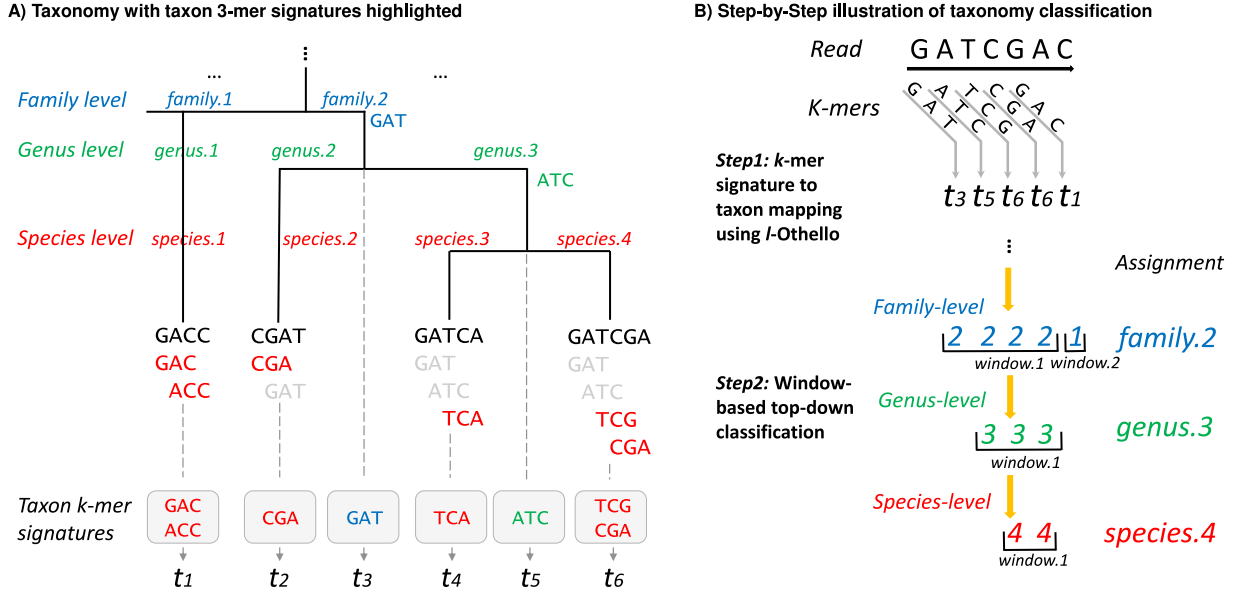 A) Taxonomy with taxon 3-mer signatures highlighted
...
... ...
Family level family.1 family.2
GAT
Genus level genus.1 genus.2 genus.3
ATC
Species level species.1 species.2 species.3 species.4
GACC CGAT GATCA GATCGA
GAC CGA GAT GAT
ACC GAT ATC ATC
TCA TCG
CGA
Taxon k-mer
signatures
GAC
ACC
CGA
GAT
TCA
ATC
TCG
CGA
t1 t2 t3 t4 t5 t6
B) Step-by-Step illustration of taxonomy classification
Read GATCGAC
K-mers
GAT
ATC
TCG
CGA
GAC
Step1: k-mer
signature to
taxon mapping
using l-Othello
t3 t5 t6 t6 t1
...
Assignment
Family-level
2 2 2 2 1 family.2
window.1 window.2
Step2: Window-
based top-down
classification
Genus-level
3 3 3 genus.3
window.1
Species-level
4 4 species.4
window.1